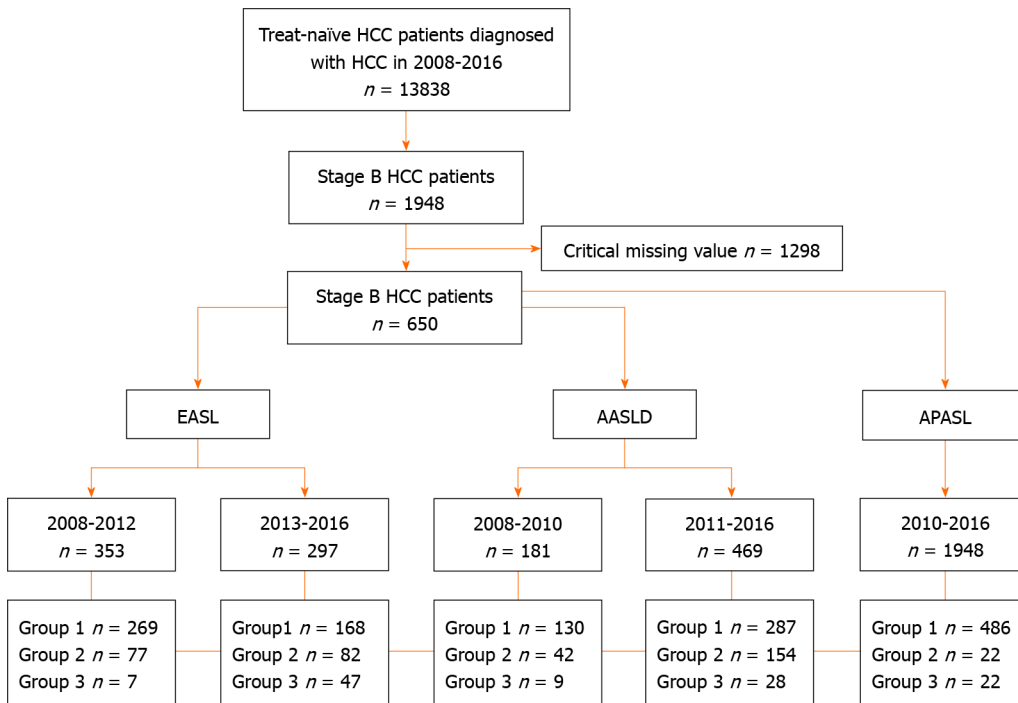 Treat-naïve HCC patients diagnosed
with HCC in 2008-2016
n = 13838
Stage B HCC patients
n = 1948
Critical missing value n = 1298
Stage B HCC patients
n = 650
EASL
AASLD
APASL
2008-2012
n = 353
2013-2016
n = 297
2008-2010
n = 181
2011-2016
n = 469
2010-2016
n = 1948
Group 1 n = 269
Group 2 n = 77
Group 3 n = 7
Group1 n = 168
Group 2 n = 82
Group 3 n = 47
Group 1 n = 130
Group 2 n = 42
Group 3 n = 9
Group 1 n = 287
Group 2 n = 154
Group 3 n = 28
Group 1 n = 486
Group 2 n = 22
Group 3 n = 22